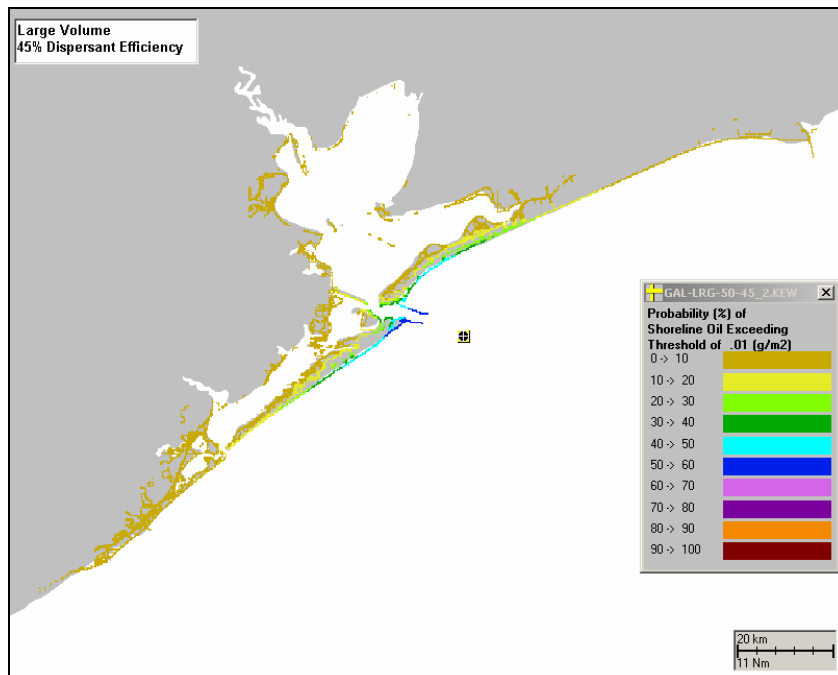 Large Volume
45% Dispersant Efficiency
GAL-LRG-50-45_2.KEW
Probability (%) of
Shoreline Oil Exceeding
Threshold of .01 (g/m2)
0 -> 10
10 -> 20
20 -> 30
30 -> 40
40 -> 50
50 -> 60
60 -> 70
70 -> 80
80 -> 90
90 -> 100
20 km
11 Nm